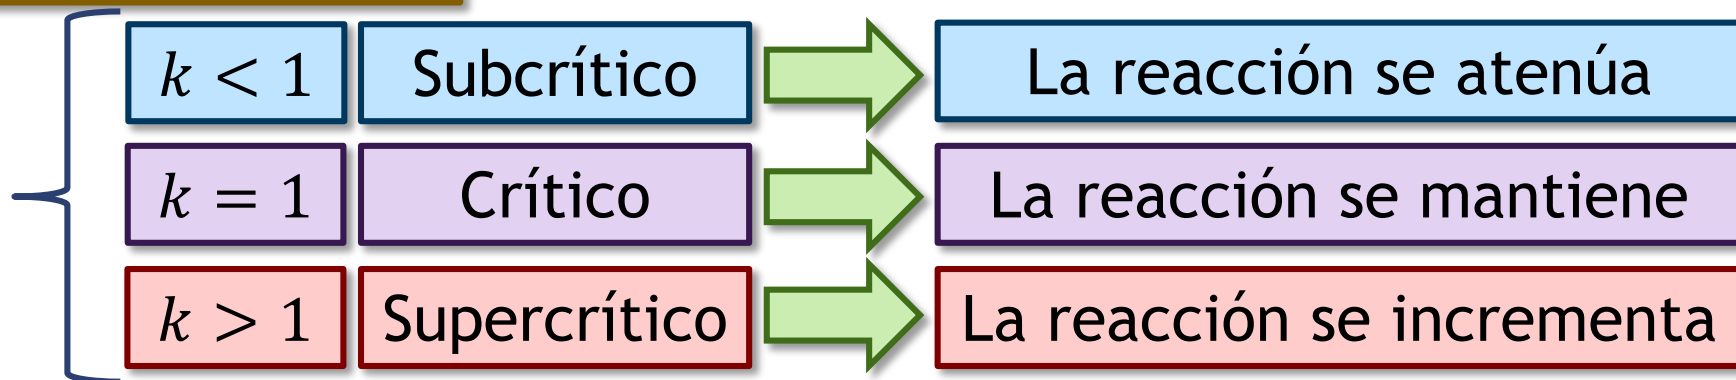 k < 1 Subcrítico La reacción se atenúa
k = 1 Crítico La reacción se mantiene
k > 1 Supercrítico La reacción se incrementa